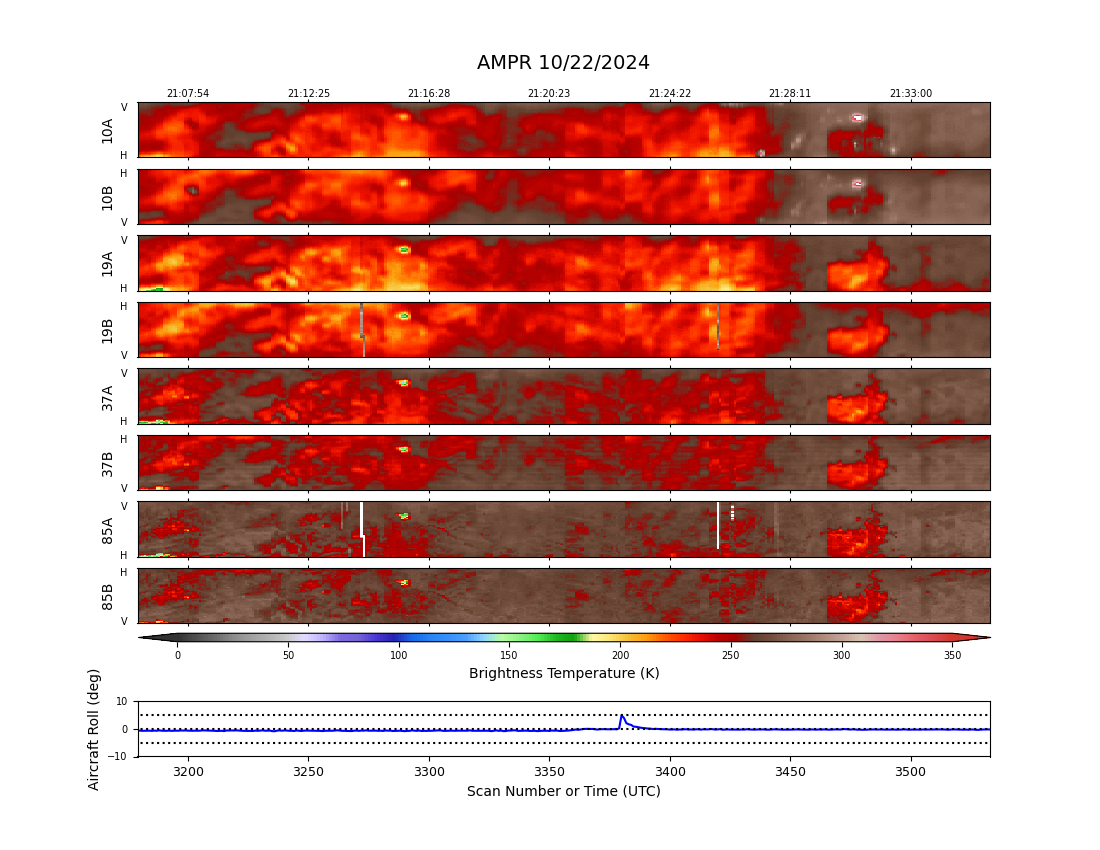 AMPR 10/22/2024
21:07:54 21:12:25 21:16:28 21:20:23 21:24:22 21:28:11 21:33:00
V
10A
H
H
10B
V
V
19A
H
H
19B
V
V
37A
H
H
37B
V
V
85A
H
H
85B
V
0 50 100 150 200 250 300 350
Brightness Temperature (K)
Aircraft Roll (deg)
10
0
−10
3200 3250 3300 3350 3400 3450 3500
Scan Number or Time (UTC)